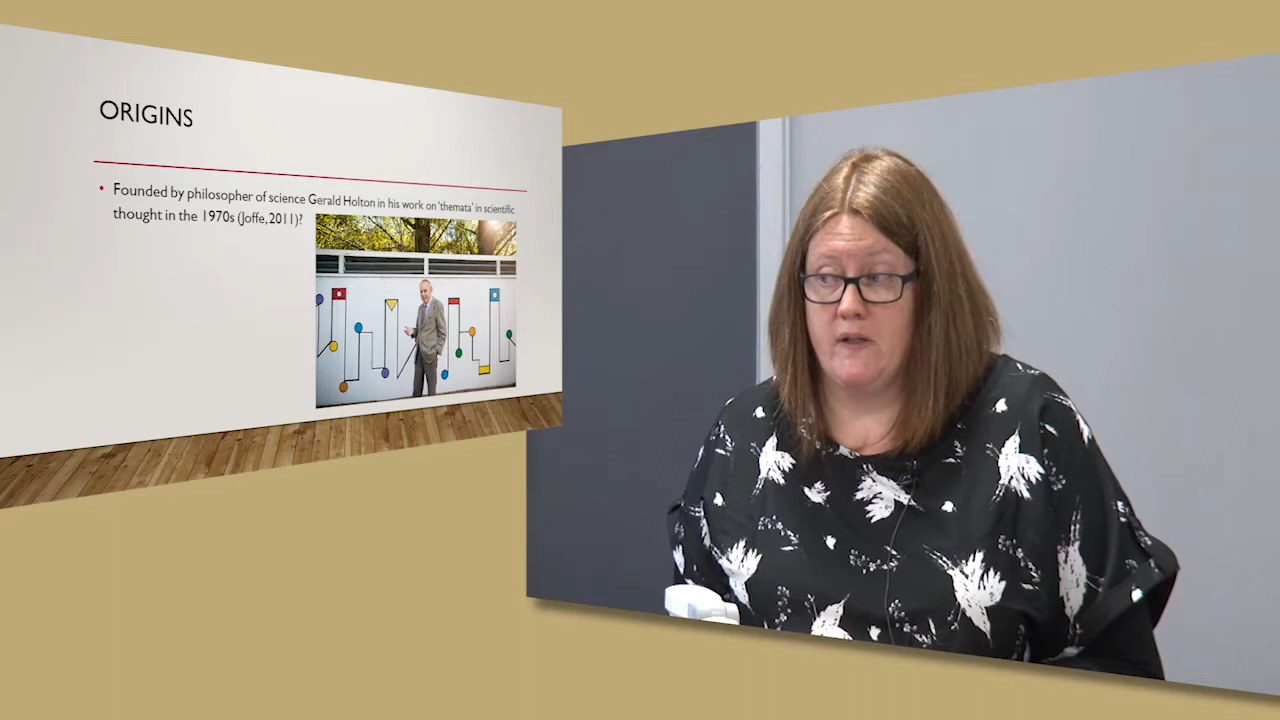 ORIGINS
• Founded by philosopher of science Gerald Holton in his work on 'themata' in scientific
thought in the 1970s (Joffe, 2011)?